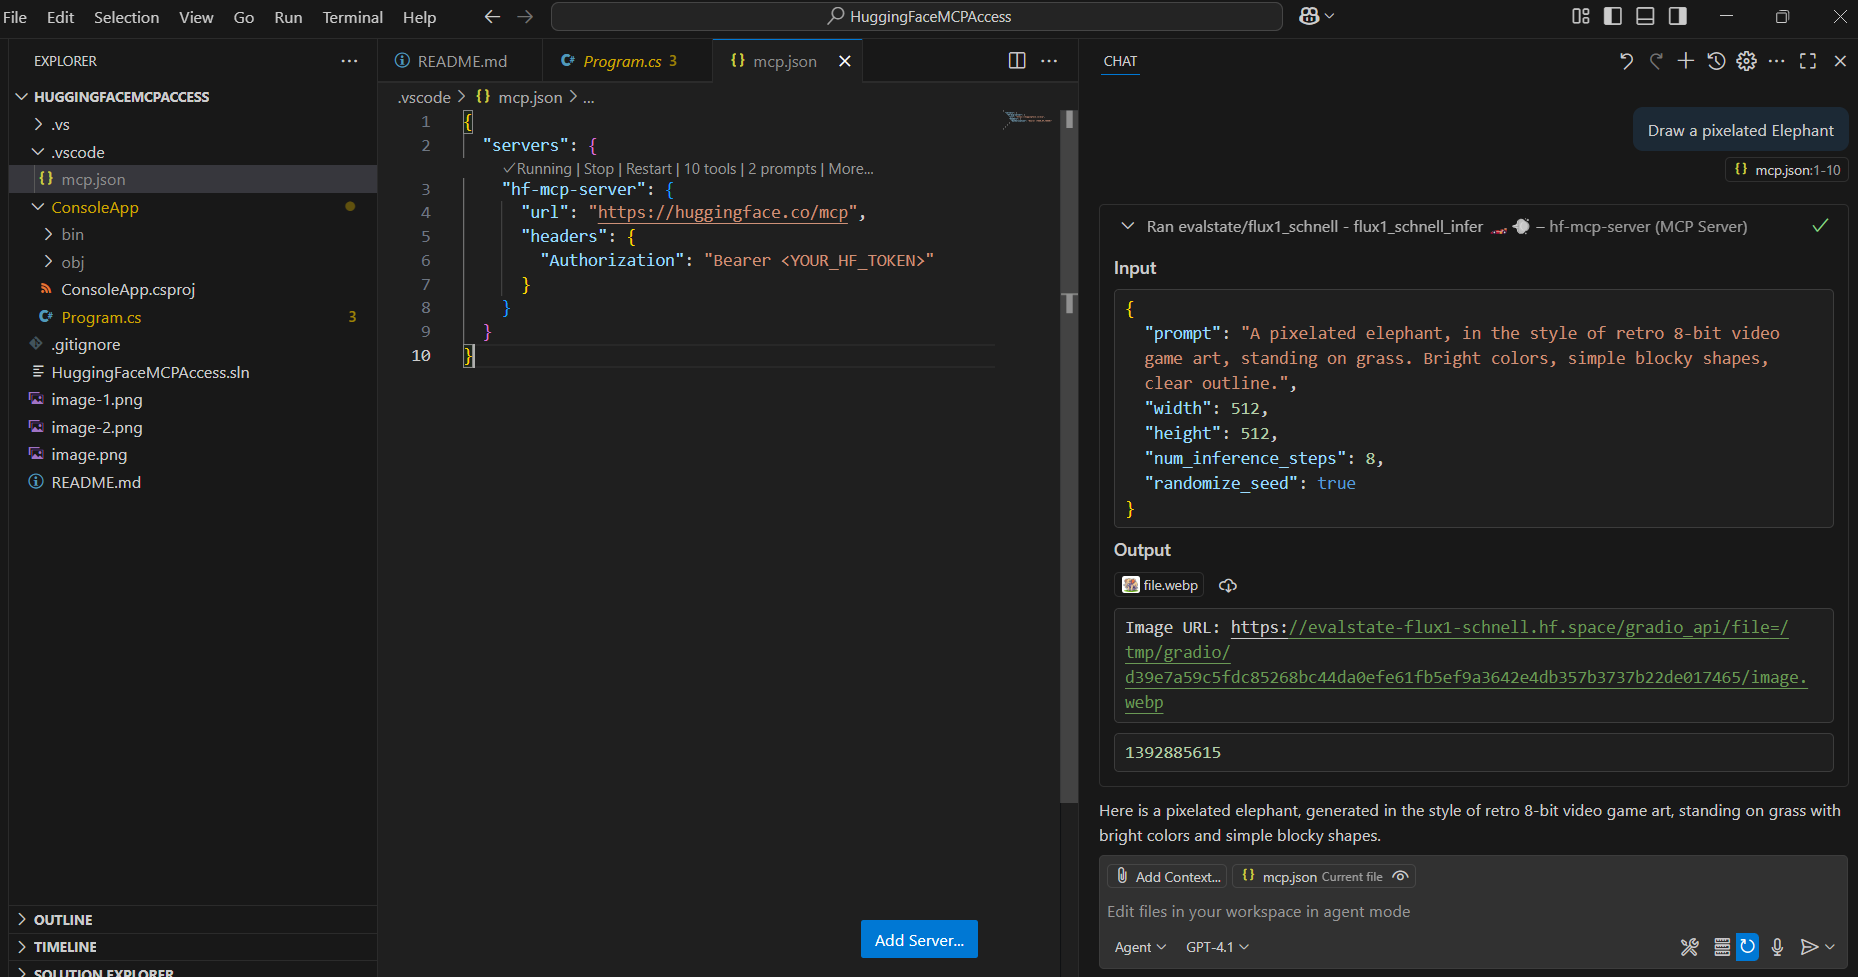 File Edit Selection View Go Run Terminal Help
HuggingFaceMCPAccess
EXPLORER
HUGGINGFACEMCPACCESS
.vs
.vscode
mcp.json
ConsoleApp
bin
obj
ConsoleApp.csproj
Program.cs 3
.gitignore
HuggingFaceMCPAccess.sln
image-1.png
image-2.png
image.png
README.md
OUTLINE
TIMELINE
SOLUTION EXPLORER
README.md
Program.cs 3
mcp.json
.vscode > {} mcp.json > ...
1 {
2 "servers": {
✓Running | Stop | Restart | 10 tools | 2 prompts | More...
3 "hf-mcp-server": {
4 "url": "https://huggingface.co/mcp",
5 "headers": {
6 "Authorization": "Bearer <YOUR_HF_TOKEN>"
7 }
8 }
9 }
10 }
Add Server...
CHAT
Draw a pixelated Elephant
{} mcp.json:1-10
Ran evalstate/flux1_schnell - flux1_schnell_infer 🏎️💨 – hf-mcp-server (MCP Server)
Input
{
"prompt": "A pixelated elephant, in the style of retro 8-bit video
game art, standing on grass. Bright colors, simple blocky shapes,
clear outline.",
"width": 512,
"height": 512,
"num_inference_steps": 8,
"randomize_seed": true
}
Output
file.webp
Image URL: https://evalstate-flux1-schnell.hf.space/gradio_api/file=/
tmp/gradio/
d39e7a59c5fdc85268bc44da0efe61fb5ef9a3642e4db357b3737b22de017465/image.
webp
1392885615
Here is a pixelated elephant, generated in the style of retro 8-bit video game art, standing on grass with
bright colors and simple blocky shapes.
Add Context...
{} mcp.json Current file
Edit files in your workspace in agent mode
Agent
GPT-4.1